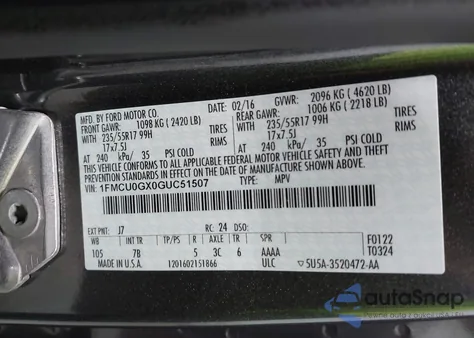 MFD. BY FORD MOTOR CO.
DATE: 02/16 GVWR: 2096 KG ( 4620 LB)
FRONT GAWR: 1098 KG ( 2420 LB) REAR GAWR: 1006 KG ( 2218 LB)
WITH 235/55R17 99H TIRES WITH 235/55R17 99H TIRES
17x7.5J RIMS 17x7.5J RIMS
AT 240 kPa/ 35 PSI COLD AT 240 kPa/ 35 PSI COLD
THIS VEHICLE CONFORMS TO ALL APPLICABLE FEDERAL MOTOR VEHICLE SAFETY AND THEFT PREVENTION STANDARDS IN EFFECT ON THE DATE OF MANUFACTURE SHOWN ABOVE.
VIN: 1FMCU0GX0GUC51507 TYPE: MPV
EXT PNT: J7 RC: 24 DSO: F0122
WB INT TR TP/PS R AXLE TR SPR T0324
105 7B 5 3C 6 AAAA
MADE IN U.S.A. 1201602151866 ULC 5U5A-3520472-AA
autoSnap